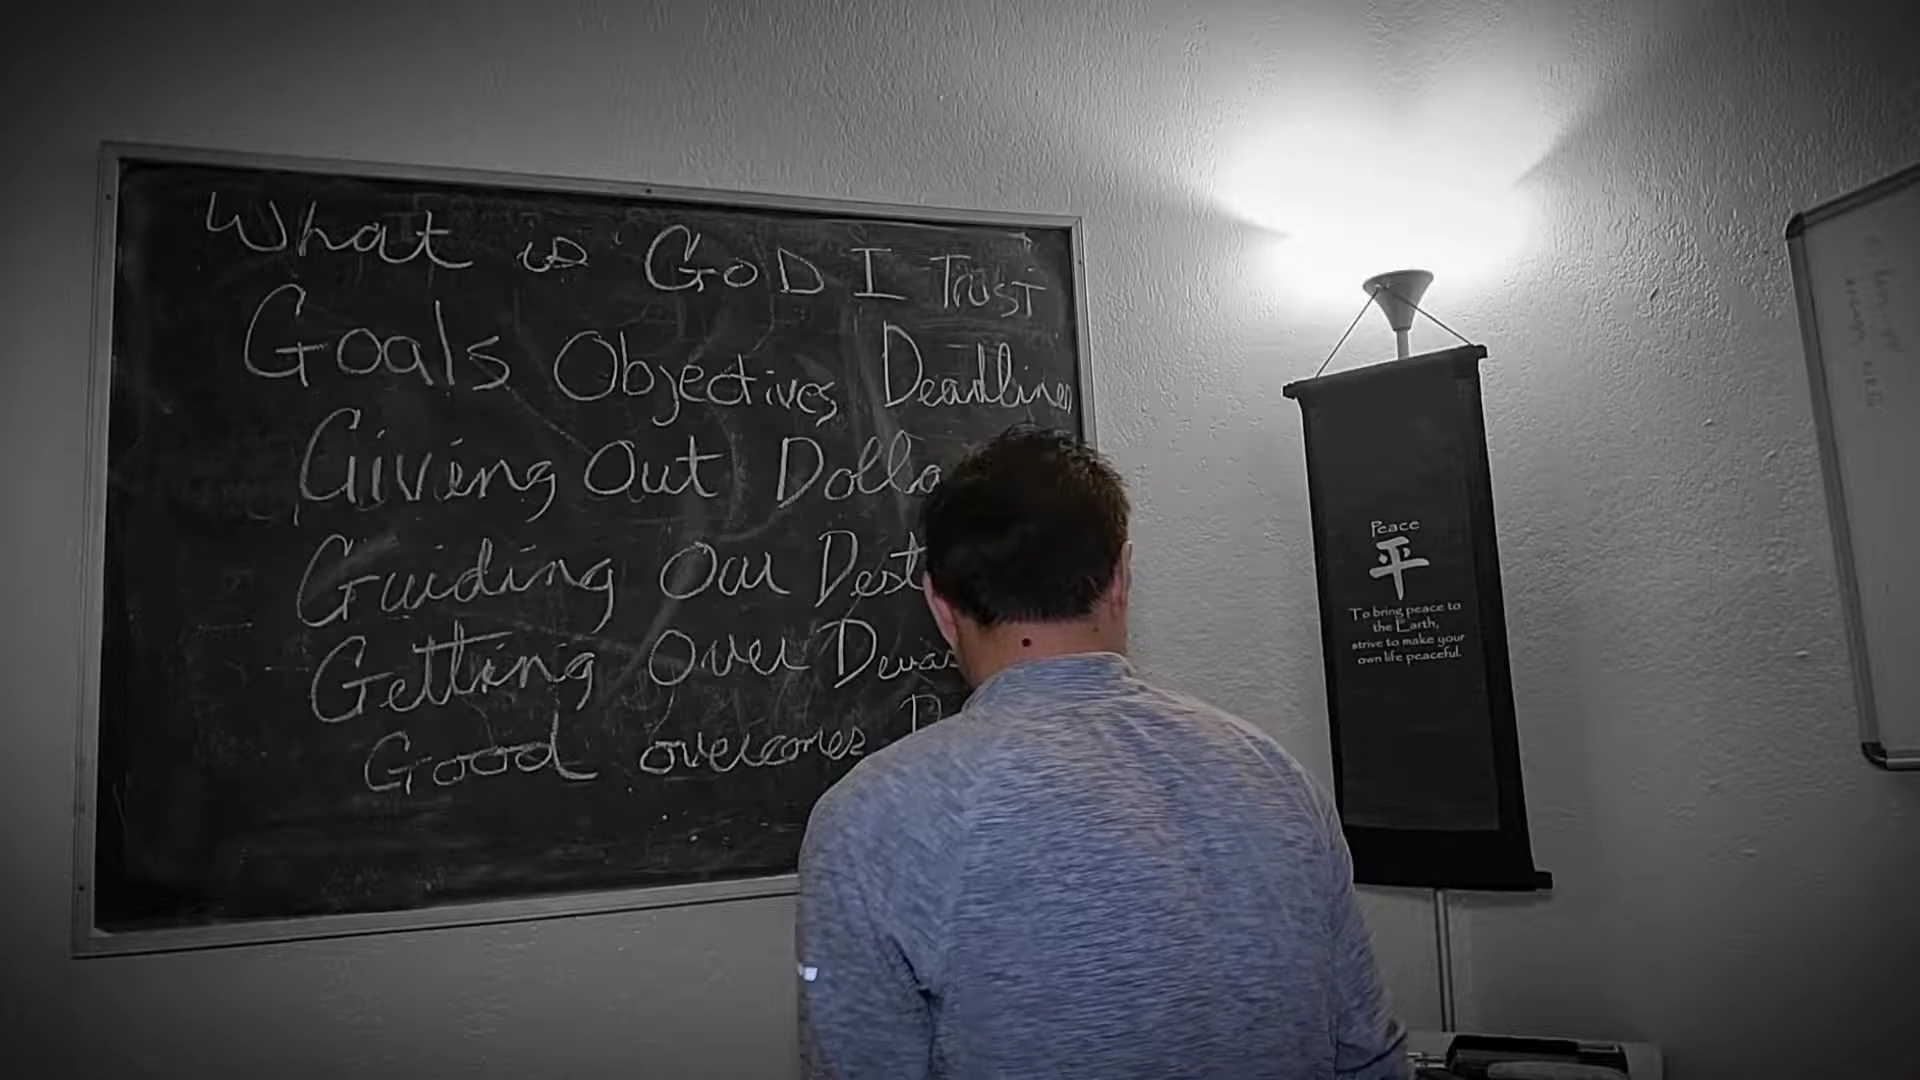 What is GOD I Trust
Goals Objectives Deadlines
Giving Out Dolla
Guiding Our Dest
Getting Over Devas
Good overcomes
Peace
平
To bring peace to
the Earth,
strive to make your
own life peaceful.